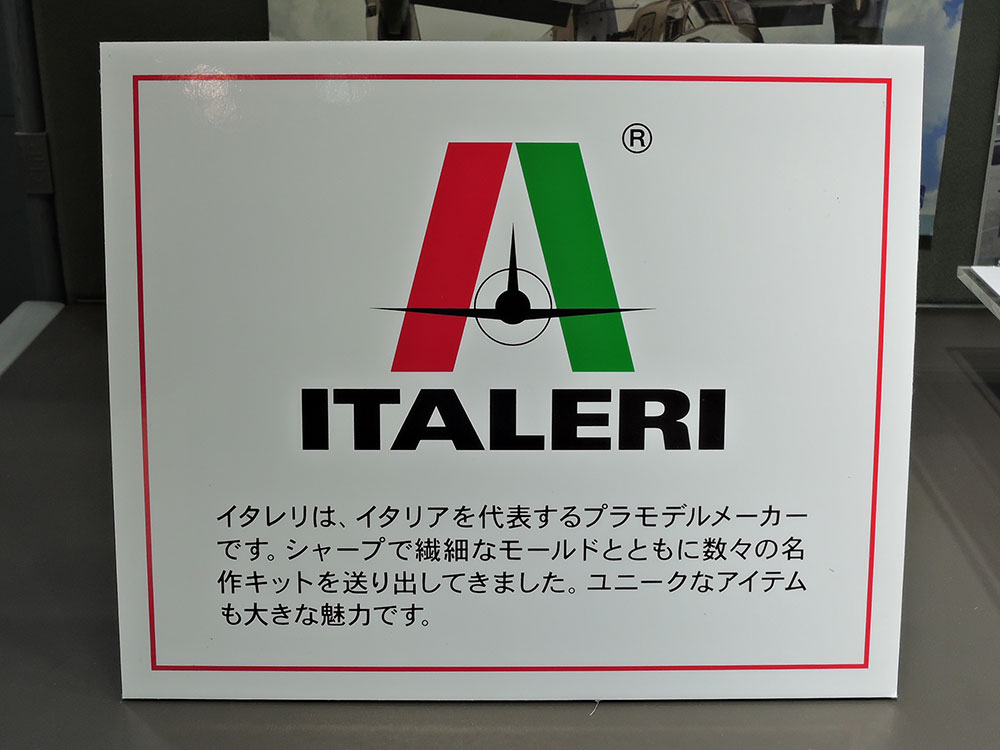 ®
ITALERI
イタレリは、イタリアを代表するプラモデルメーカー
です。シャープで繊細なモールドとともに数々の名
作キットを送り出してきました。ユニークなアイテム
も大きな魅力です。